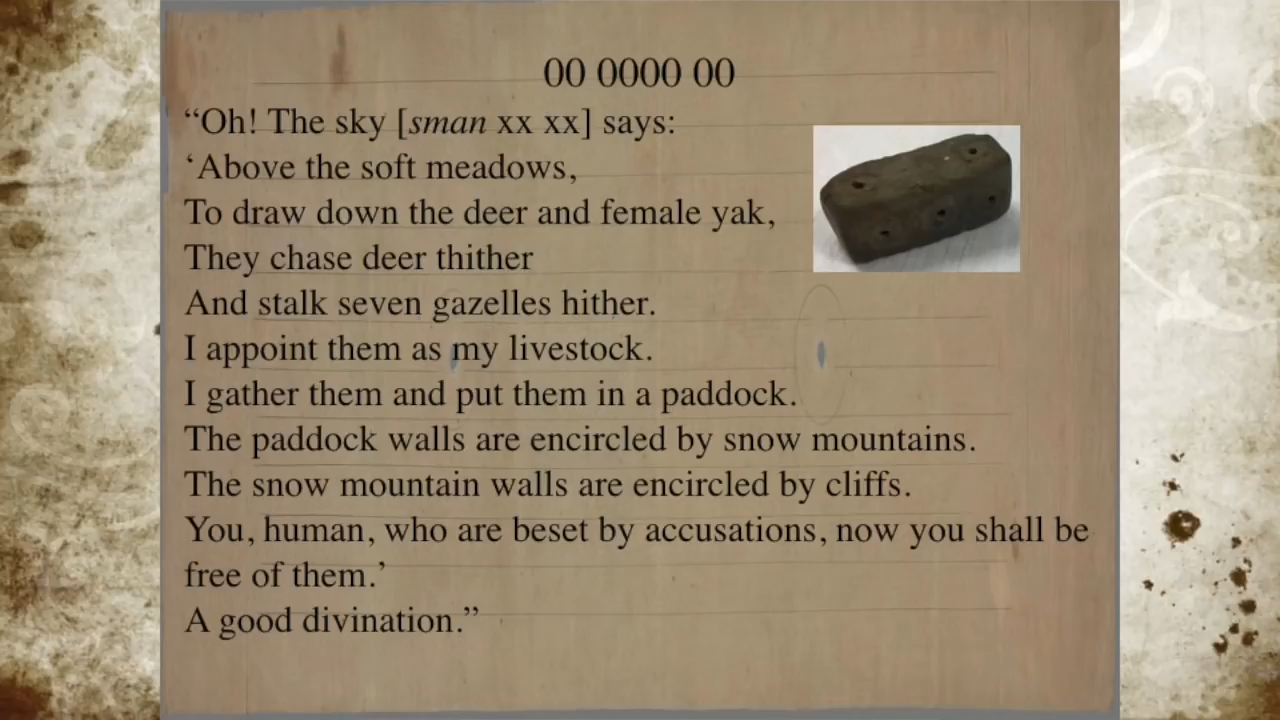 00 0000 00
“Oh! The sky [sman xx xx] says:
‘Above the soft meadows,
To draw down the deer and female yak,
They chase deer thither
And stalk seven gazelles hither.
I appoint them as my livestock.
I gather them and put them in a paddock.
The paddock walls are encircled by snow mountains.
The snow mountain walls are encircled by cliffs.
You, human, who are beset by accusations, now you shall be
free of them.’
A good divination.”